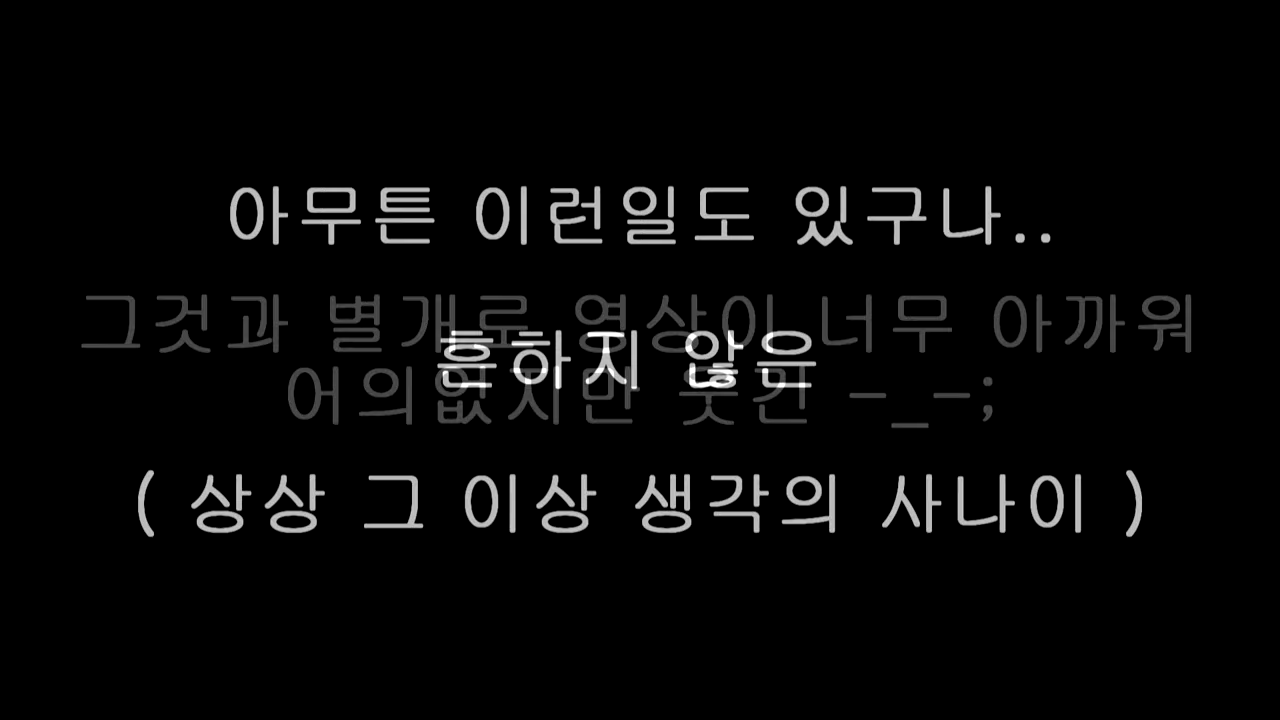 아무튼 이런일도 있구나..
그것과 별개로 영상이 너무 아까워
흔하지 않은
어의없지만 웃긴 -_-;
( 상상 그 이상 생각의 사나이 )